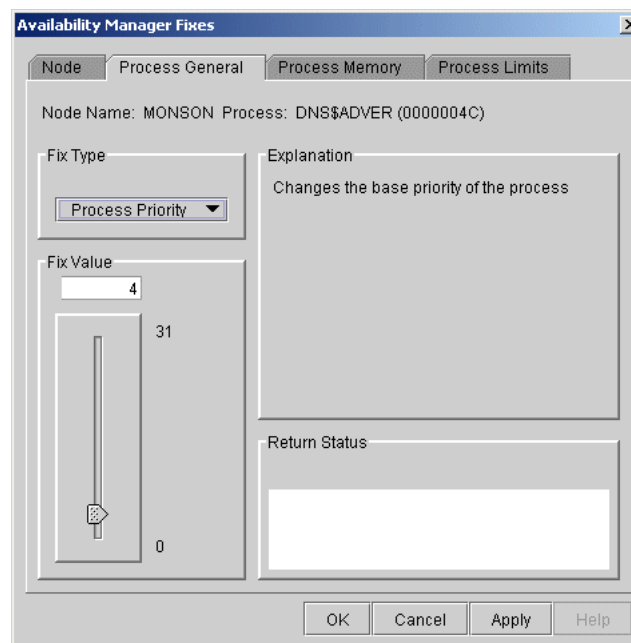 Availability Manager Fixes
Node
Process General
Process Memory
Process Limits
Node Name: MONSON Process: DNS$ADVER (0000004C)
Fix Type
Process Priority
Explanation
Changes the base priority of the process
Fix Value
4
31
0
Return Status
OK
Cancel
Apply
Help